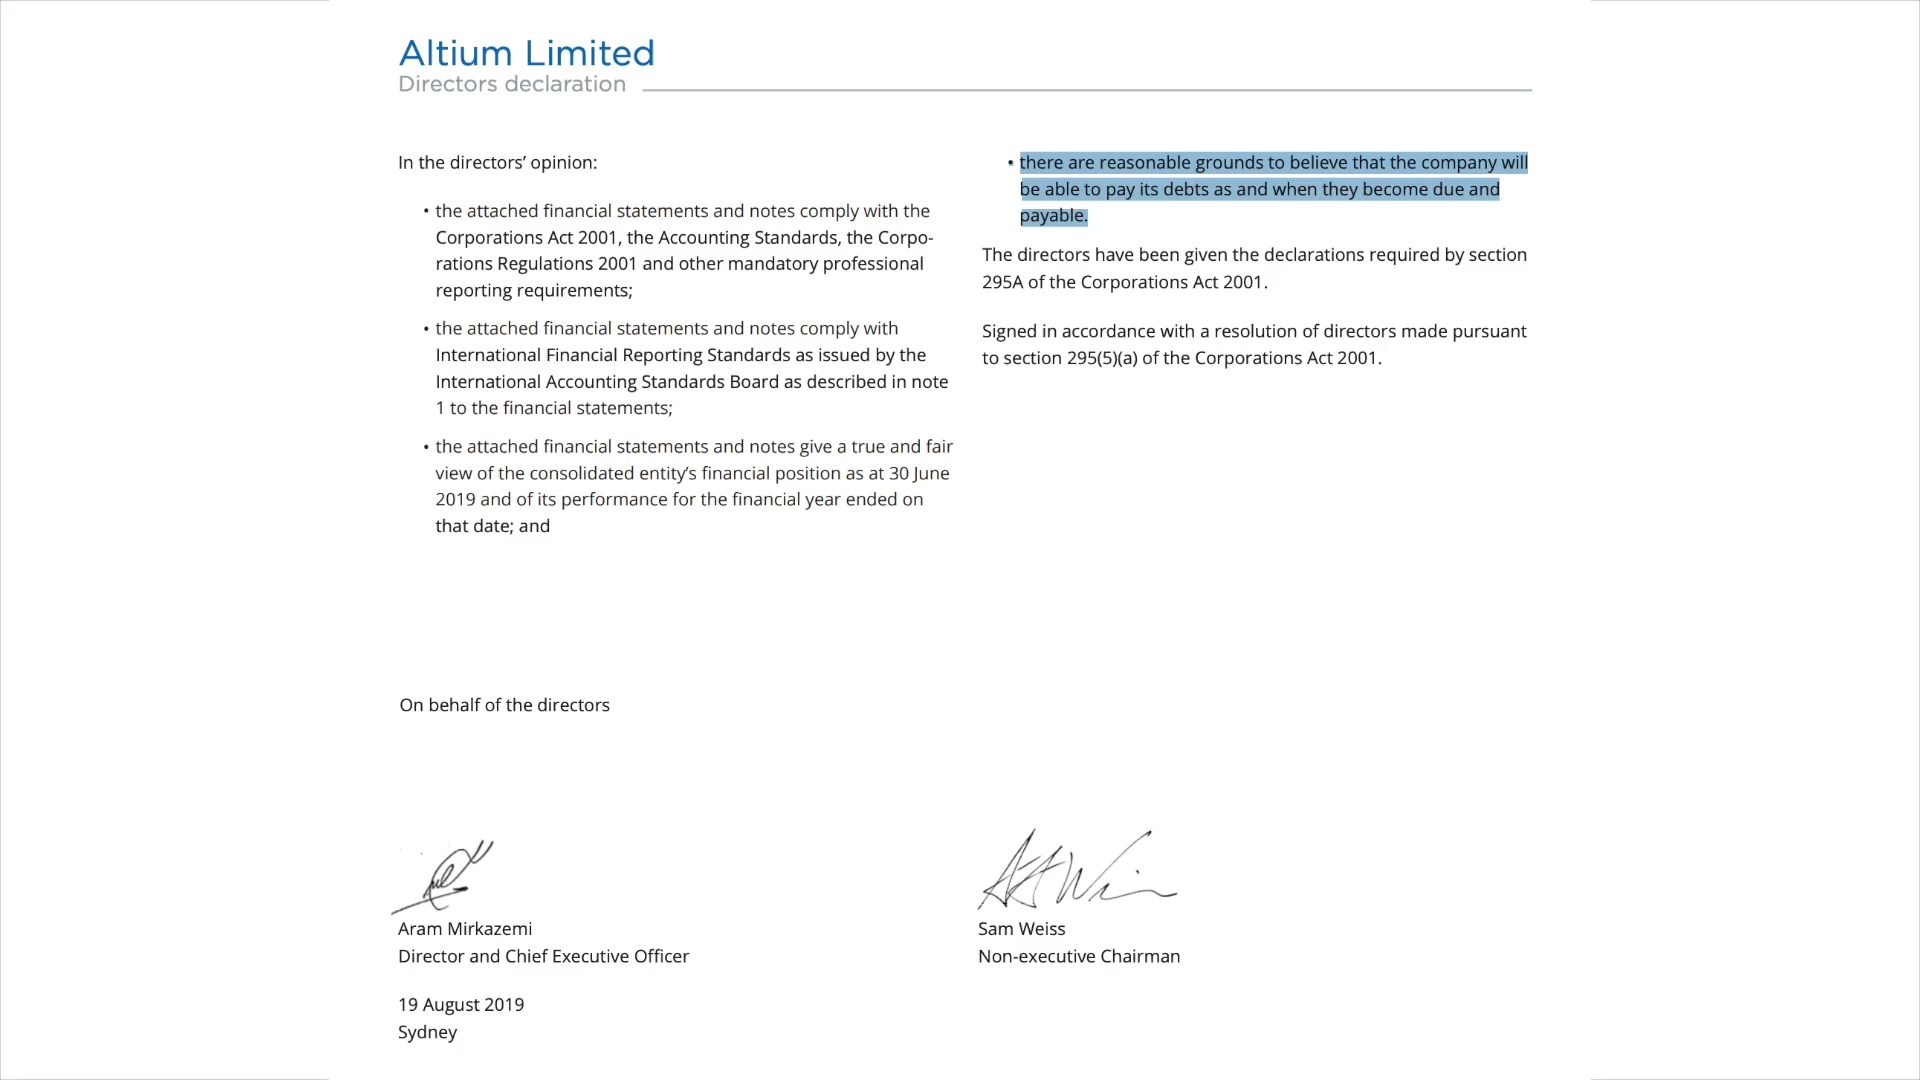 Altium Limited
Directors declaration
In the directors’ opinion:
• the attached financial statements and notes comply with the
Corporations Act 2001, the Accounting Standards, the Corpo-
rations Regulations 2001 and other mandatory professional
reporting requirements;
• the attached financial statements and notes comply with
International Financial Reporting Standards as issued by the
International Accounting Standards Board as described in note
1 to the financial statements;
• the attached financial statements and notes give a true and fair
view of the consolidated entity’s financial position as at 30 June
2019 and of its performance for the financial year ended on
that date; and
• there are reasonable grounds to believe that the company will
be able to pay its debts as and when they become due and
payable.
The directors have been given the declarations required by section
295A of the Corporations Act 2001.
Signed in accordance with a resolution of directors made pursuant
to section 295(5)(a) of the Corporations Act 2001.
On behalf of the directors
Aram Mirkazemi
Director and Chief Executive Officer
19 August 2019
Sydney
Sam Weiss
Non-executive Chairman